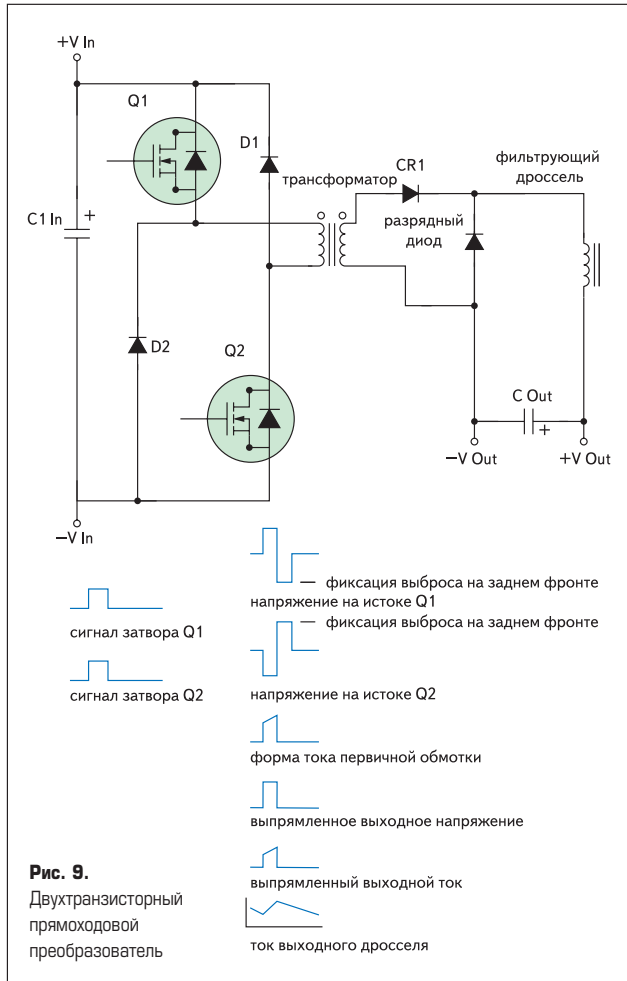 +V In
Q1
D1
CR1
фильтрующий
дроссель
трансформатор
разрядный
диод
C1 In
+
D2
Q2
C Out
+
−V Out
+V Out
−V In
фиксация выброса на заднем фронте
напряжение на истоке Q1
фиксация выброса на заднем фронте
сигнал затвора Q1
сигнал затвора Q2
напряжение на истоке Q2
форма тока первичной обмотки
выпрямленное выходное напряжение
выпрямленный выходной ток
ток выходного дросселя
Рис. 9.
Двухтранзисторный
прямоходовой
преобразователь